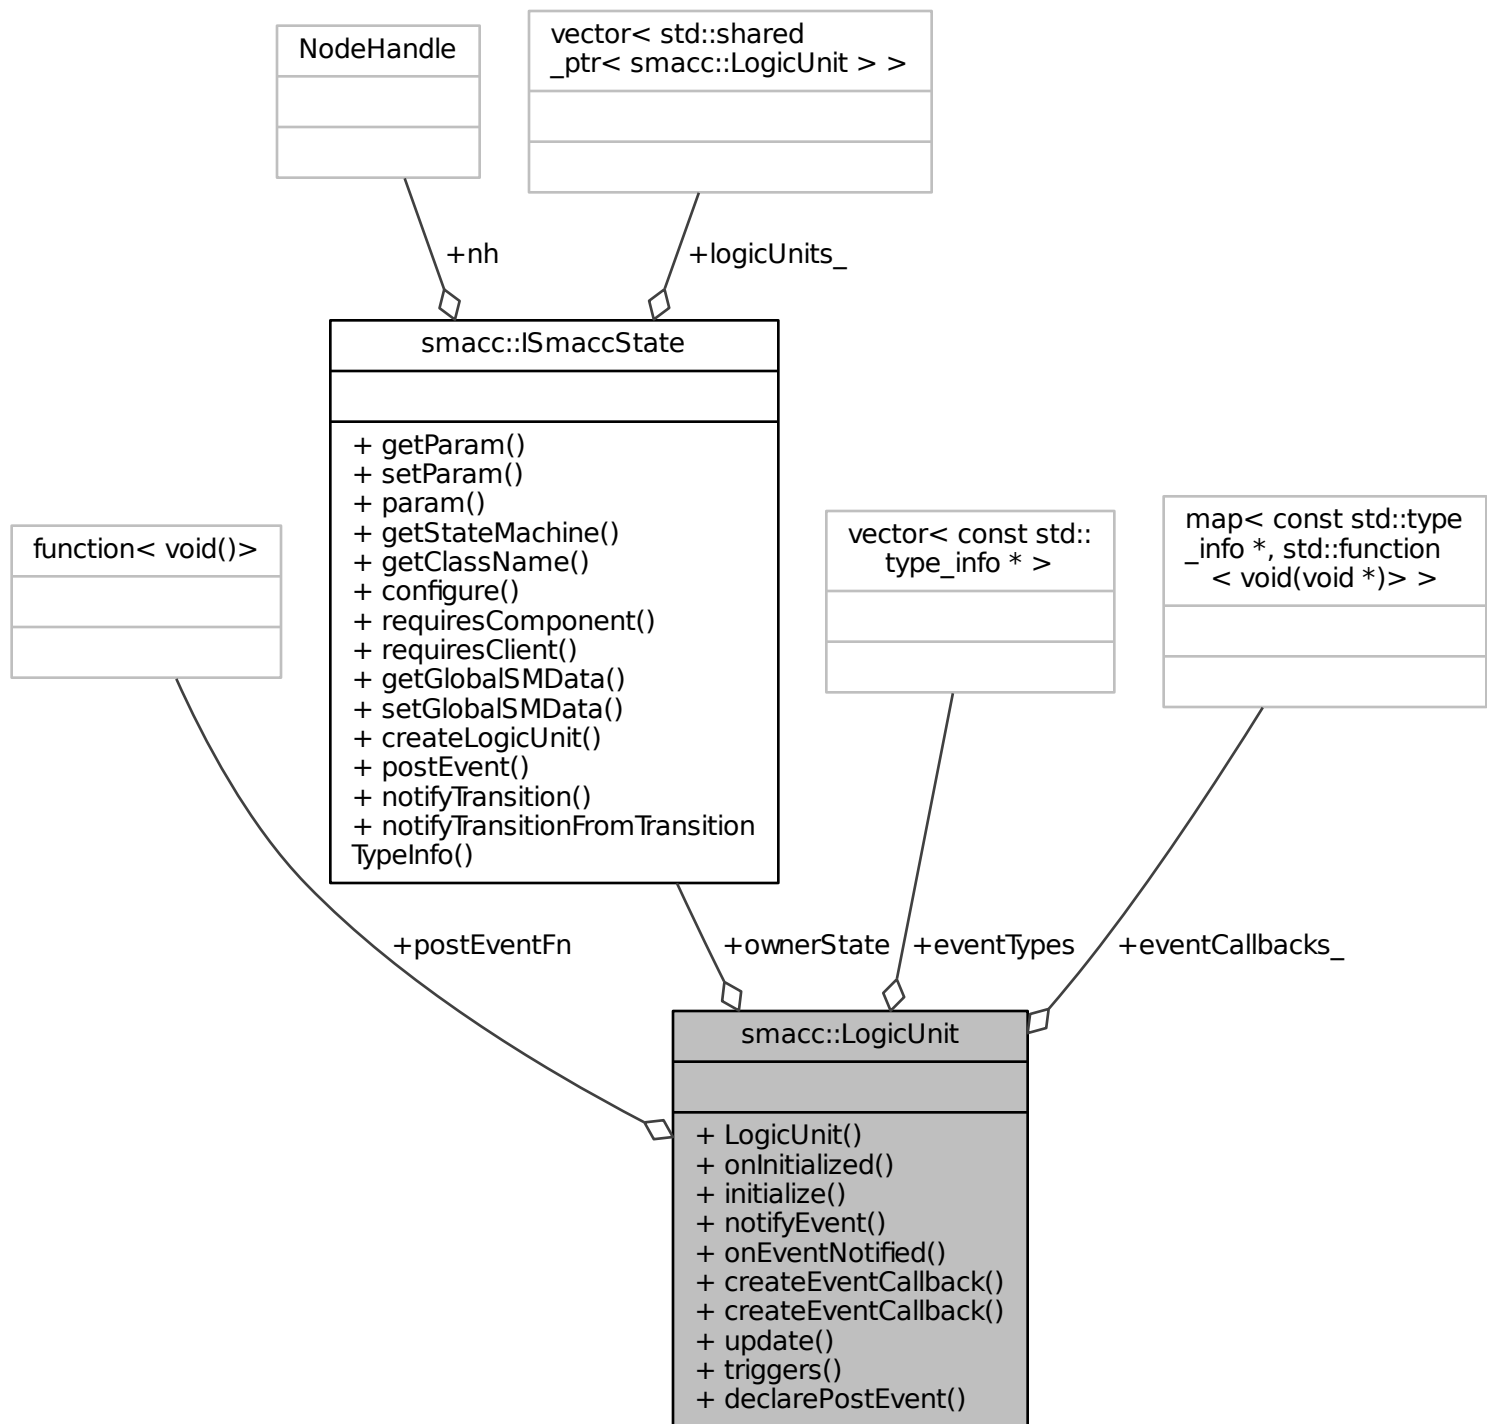 NodeHandle
vector< std::shared
_ptr< smacc::LogicUnit > >
+nh
+logicUnits_
smacc::ISmaccState
+ getParam()
+ setParam()
+ param()
+ getStateMachine()
+ getClassName()
+ configure()
+ requiresComponent()
+ requiresClient()
+ getGlobalSMData()
+ setGlobalSMData()
+ createLogicUnit()
+ postEvent()
+ notifyTransition()
+ notifyTransitionFromTransition
TypeInfo()
function< void()>
vector< const std::
type_info * >
map< const std::type
_info *, std::function
< void(void *)> >
+postEventFn
+ownerState
+eventTypes
+eventCallbacks_
smacc::LogicUnit
+ LogicUnit()
+ onInitialized()
+ initialize()
+ notifyEvent()
+ onEventNotified()
+ createEventCallback()
+ createEventCallback()
+ update()
+ triggers()
+ declarePostEvent()